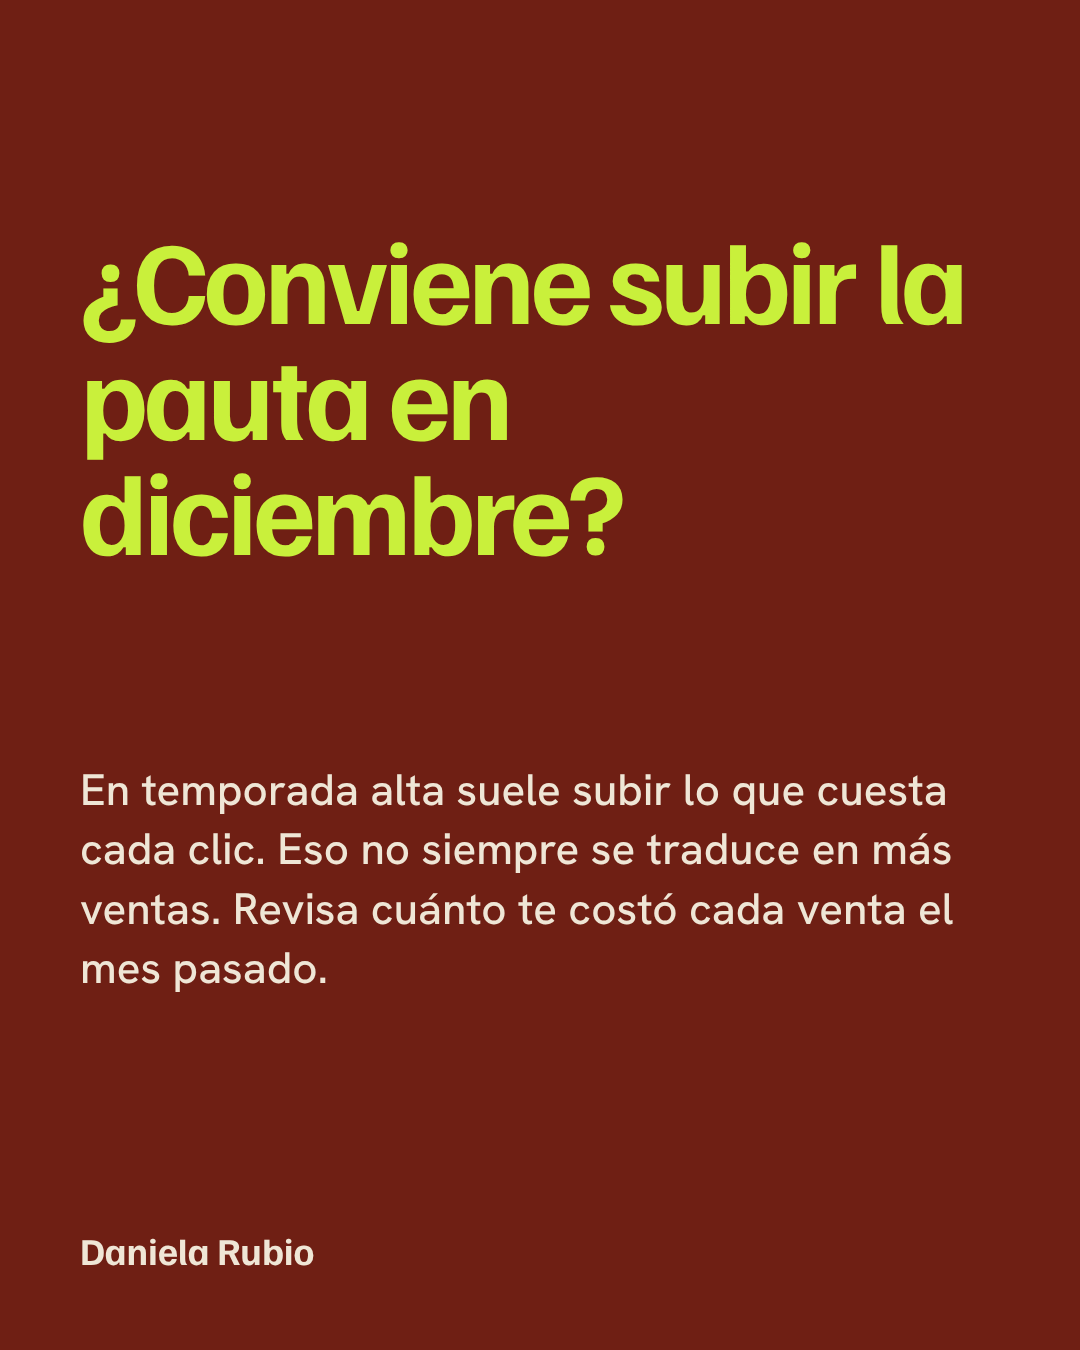 ¿Conviene subir la
pauta en
diciembre?
En temporada alta suele subir lo que cuesta
cada clic. Eso no siempre se traduce en más
ventas. Revisa cuánto te costó cada venta el
mes pasado.
Daniela Rubio